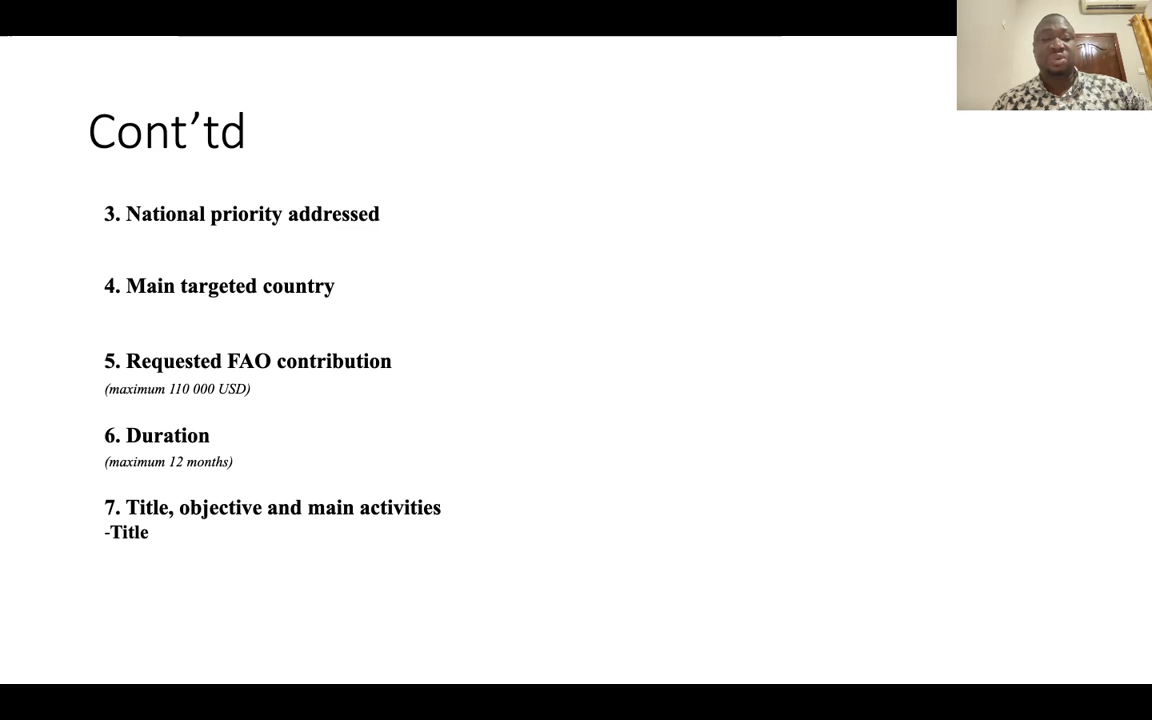 Cont’td
3. National priority addressed
4. Main targeted country
5. Requested FAO contribution
(maximum 110 000 USD)
6. Duration
(maximum 12 months)
7. Title, objective and main activities
-Title